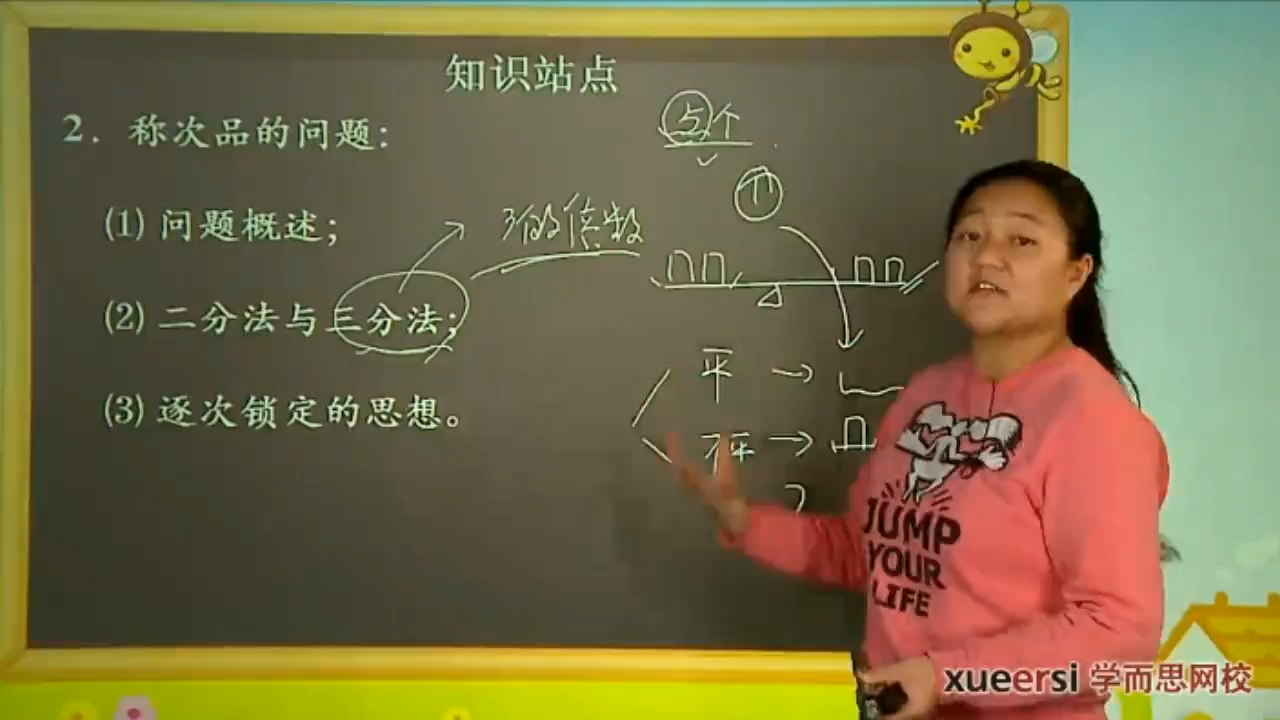 知识站点
2. 称次品的问题:
(1) 问题概述;
(2) 二分法与三分法;
(3) 逐次锁定的思想。
3的倍数
个
平
不平
JUMP
YOUR
LIFE
xueersi 学而思网校